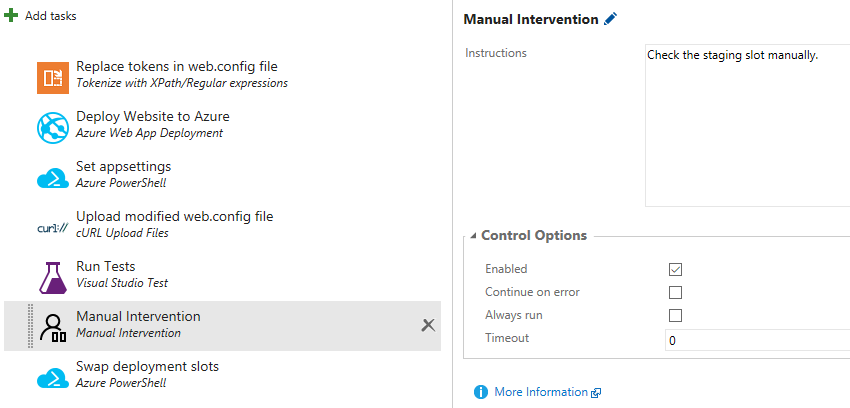 Add tasks
Replace tokens in web.config file
Tokenize with XPath/Regular expressions
Deploy Website to Azure
Azure Web App Deployment
Set appsettings
Azure PowerShell
curl://
Upload modified web.config file
cURL Upload Files
Run Tests
Visual Studio Test
Manual Intervention
Manual Intervention
Swap deployment slots
Azure PowerShell
Manual Intervention
Instructions
Check the staging slot manually.
Control Options
Enabled
Continue on error
Always run
Timeout
0
More Information